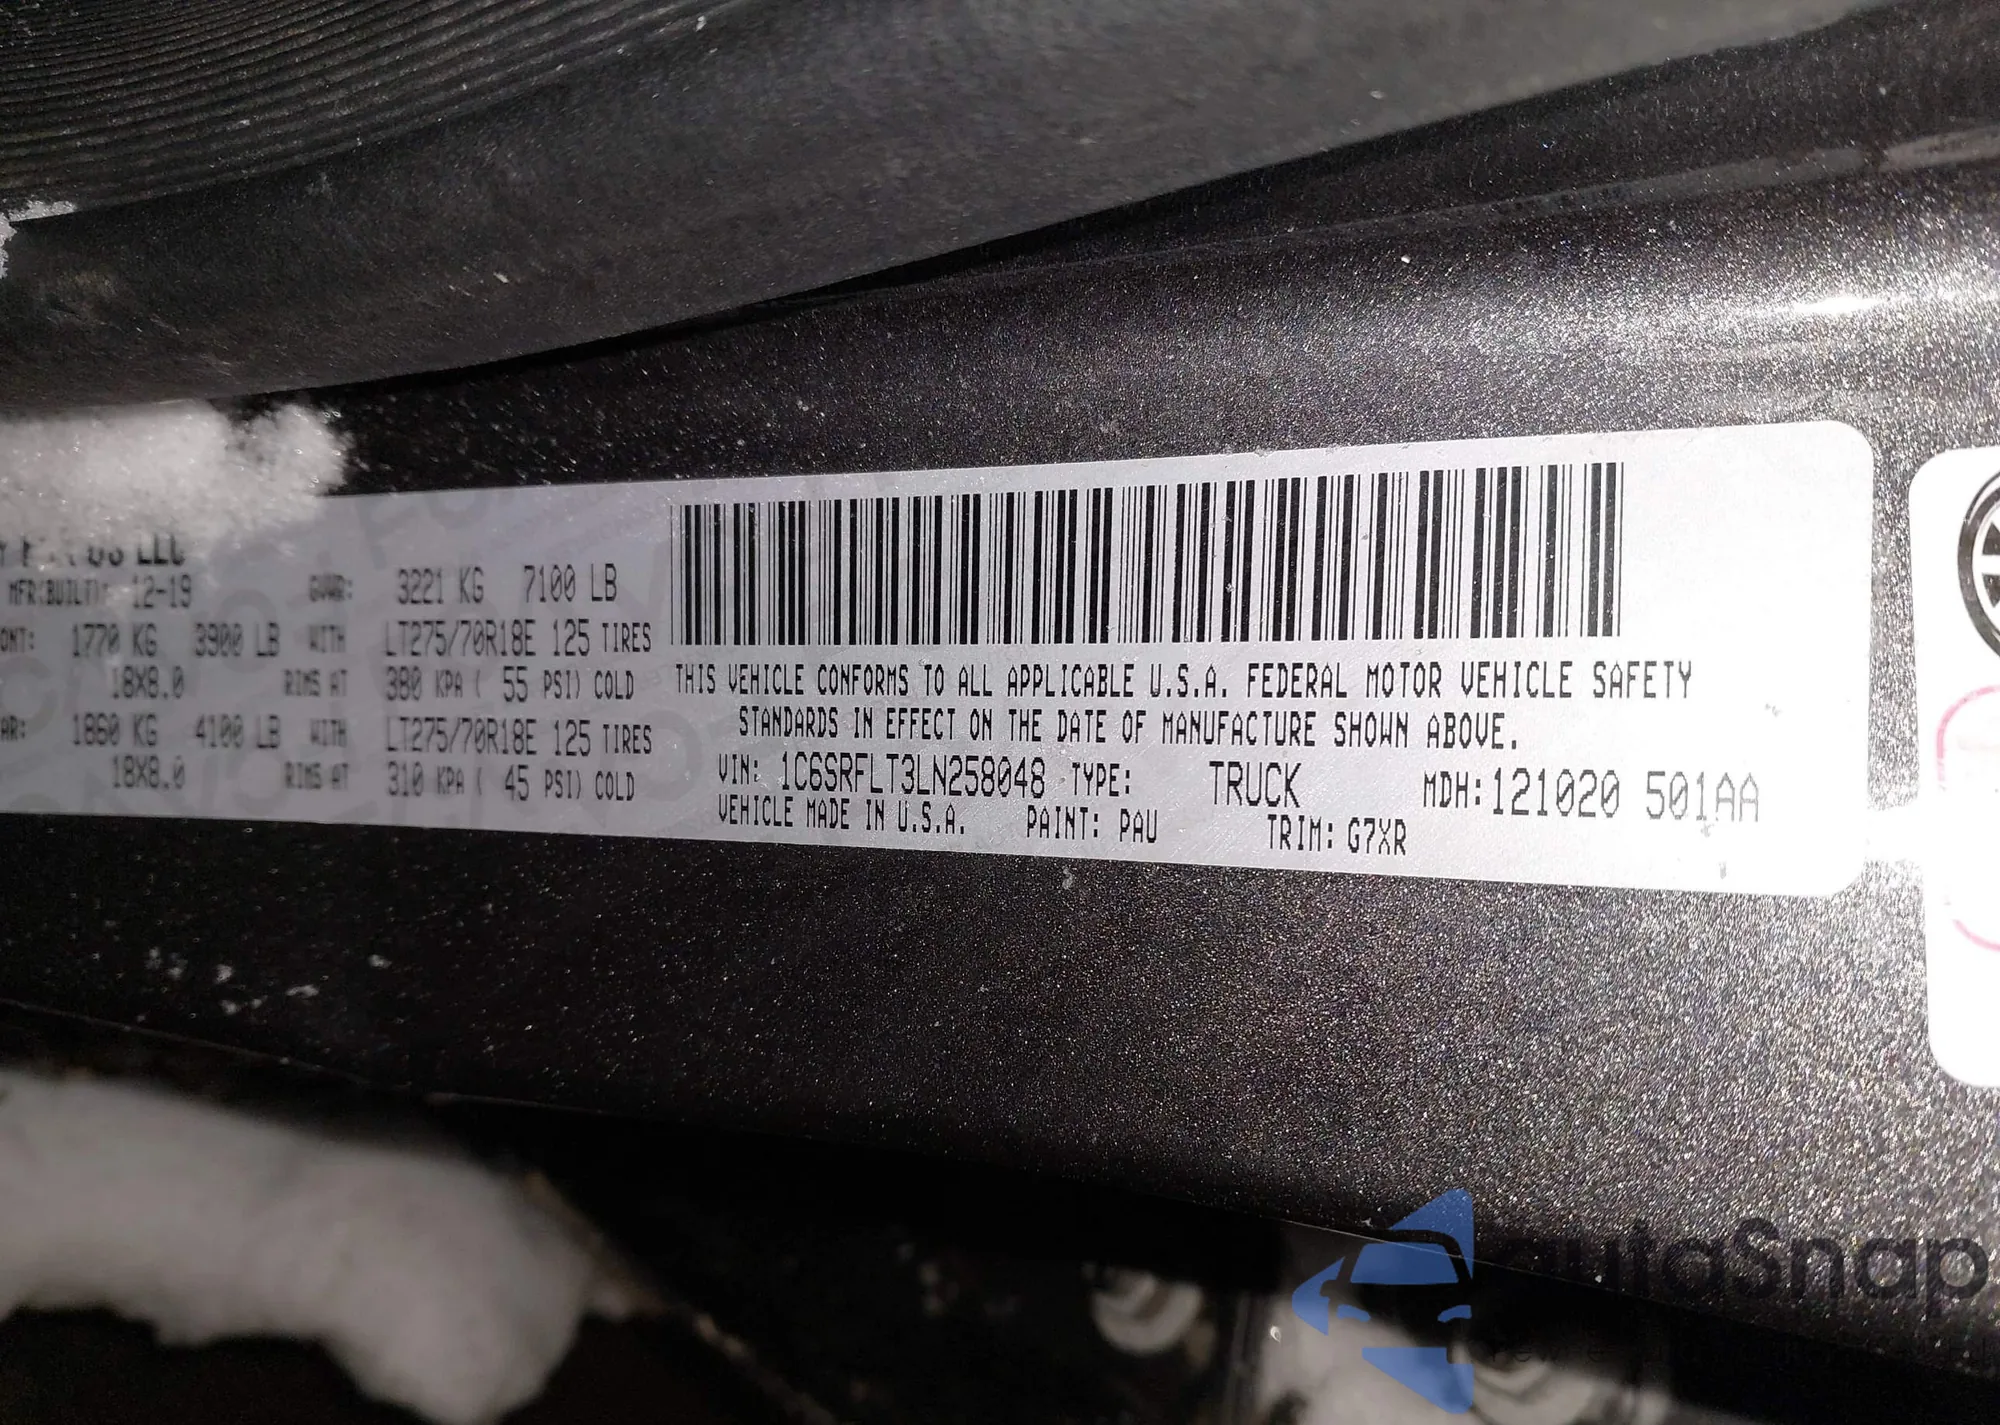 LLC
MFR(BUILT): 12-19 GVWR: 3221 KG 7100 LB
ONT: 1770 KG 3900 LB WITH LT275/70R18E 125 TIRES
18X8.0 RIMS AT 380 KPA ( 55 PSI) COLD
AR: 1860 KG 4100 LB WITH LT275/70R18E 125 TIRES
18X8.0 RIMS AT 310 KPA ( 45 PSI) COLD
THIS VEHICLE CONFORMS TO ALL APPLICABLE U.S.A. FEDERAL MOTOR VEHICLE SAFETY
STANDARDS IN EFFECT ON THE DATE OF MANUFACTURE SHOWN ABOVE.
VIN: 1C6SRFLT3LN258048 TYPE: TRUCK MDH: 121020 501AA
VEHICLE MADE IN U.S.A. PAINT: PAU TRIM: G7XR
autoSnap